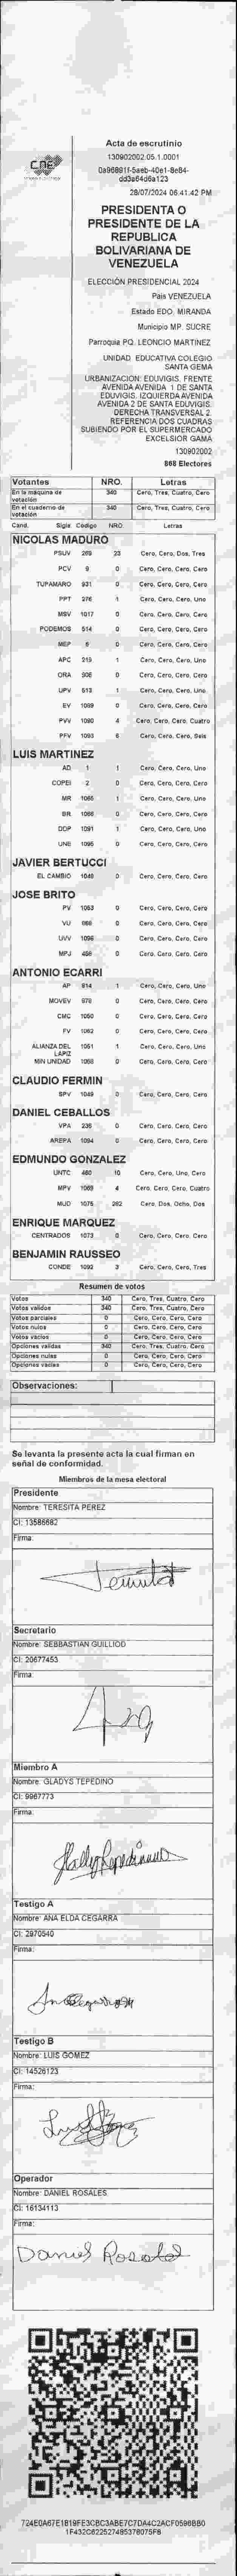 CNE
Acta de escrutinio
130902002.05.1.0001
28/07/2024 06:41:42 PM
PRESIDENTA O
PRESIDENTE DE LA
REPUBLICA
BOLIVARIANA DE
VENEZUELA
ELECCIÓN PRESIDENCIAL 2024
Pais VENEZUELA
Estado EDO. MIRANDA
Municipio MP. SUCRE
Parroquia PQ. LEONCIO MARTINEZ
UNIDAD EDUCATIVA COLEGIO
SANTA GEMA
URBANIZACION: EDUVIGIS. FRENTE
AVENIDA AVENIDA 1 DE SANTA
EDUVIGIS. IZQUIERDA AVENIDA
AVENIDA 2 DE SANTA EDUVIGIS.
DERECHA TRANSVERSAL 2.
REFERENCIA DOS CUADRAS
SUBIENDO POR EL SUPERMERCADO
EXCELSIOR GAMA
130902002
868 Electores
Votantes NRO. Letras
En la máquina de votación 340 Cero, Tres, Cuatro, Cero
En el cuaderno de votación 340 Cero, Tres, Cuatro, Cero
Cand. Sigla Codigo NRO. Letras
NICOLAS MADURO
PSUV 269 23 Cero, Cero, Dos, Tres
PCV 9 0 Cero, Cero, Cero, Cero
TUPAMARO 931 0 Cero, Cero, Cero, Cero
PPT 276 1 Cero, Cero, Cero, Uno
MSV 1017 0 Cero, Cero, Cero, Cero
PODEMOS 514 0 Cero, Cero, Cero, Cero
MEP 6 0 Cero, Cero, Cero, Cero
APC 219 1 Cero, Cero, Cero, Uno
ORA 306 0 Cero, Cero, Cero, Cero
UPV 513 1 Cero, Cero, Cero, Uno
EV 1089 0 Cero, Cero, Cero, Cero
PVV 1090 4 Cero, Cero, Cero, Cuatro
PFV 1093 6 Cero, Cero, Cero, Seis
LUIS MARTINEZ
AD 1 1 Cero, Cero, Cero, Uno
COPEI 2 0 Cero, Cero, Cero, Cero
MR 1065 1 Cero, Cero, Cero, Uno
BR 1086 0 Cero, Cero, Cero, Cero
DDP 1091 1 Cero, Cero, Cero, Uno
UNE 1095 0 Cero, Cero, Cero, Cero
JAVIER BERTUCCI
EL CAMBIO 1040 0 Cero, Cero, Cero, Cero
JOSE BRITO
PV 1053 0 Cero, Cero, Cero, Cero
VU 868 0 Cero, Cero, Cero, Cero
UVV 1096 0 Cero, Cero, Cero, Cero
MPJ 498 0 Cero, Cero, Cero, Cero
ANTONIO ECARRI
AP 914 1 Cero, Cero, Cero, Uno
MOVEV 978 0 Cero, Cero, Cero, Cero
CMC 1050 0 Cero, Cero, Cero, Cero
FV 1062 0 Cero, Cero, Cero, Cero
ALIANZA DEL LAPIZ 1051 1 Cero, Cero, Cero, Uno
MIN UNIDAD 1068 0 Cero, Cero, Cero, Cero
CLAUDIO FERMIN
SPV 1049 0 Cero, Cero, Cero, Cero
DANIEL CEBALLOS
VPA 236 0 Cero, Cero, Cero, Cero
AREPA 1094 0 Cero, Cero, Cero, Cero
EDMUNDO GONZALEZ
UNTC 460 10 Cero, Cero, Uno, Cero
MPV 1069 4 Cero, Cero, Cero, Cuatro
MUD 1075 282 Cero, Dos, Ocho, Dos
ENRIQUE MARQUEZ
CENTRADOS 1073 0 Cero, Cero, Cero, Cero
BENJAMIN RAUSSEO
CONDE 1092 3 Cero, Cero, Cero, Tres
Resumen de votos
Votos 340 Cero, Tres, Cuatro, Cero
Votos validos 340 Cero, Tres, Cuatro, Cero
Votos parciales 0 Cero, Cero, Cero, Cero
Votos nulos 0 Cero, Cero, Cero, Cero
Votos vacios 0 Cero, Cero, Cero, Cero
Opciones validas 340 Cero, Tres, Cuatro, Cero
Opciones nulas 0 Cero, Cero, Cero, Cero
Opciones vacias 0 Cero, Cero, Cero, Cero
Observaciones:
Se levanta la presente acta la cual firman en
señal de conformidad.
Miembros de la mesa electoral
Presidente
Nombre: TERESITA PEREZ
CI: 13586682
Firma:
Secretario
Nombre: SEBBASTIAN GUILLIOD
CI: 20677453
Firma:
Miembro A
Nombre: GLADYS TEPEDINO
CI: 9967773
Firma:
Testigo A
Nombre: ANA ELDA CEGARRA
CI: 2970540
Firma:
Testigo B
Nombre: LUIS GOMEZ
CI: 14526123
Firma:
Operador
Nombre: DANIEL ROSALES
CI: 16134113
Firma:
Daniel Rosales